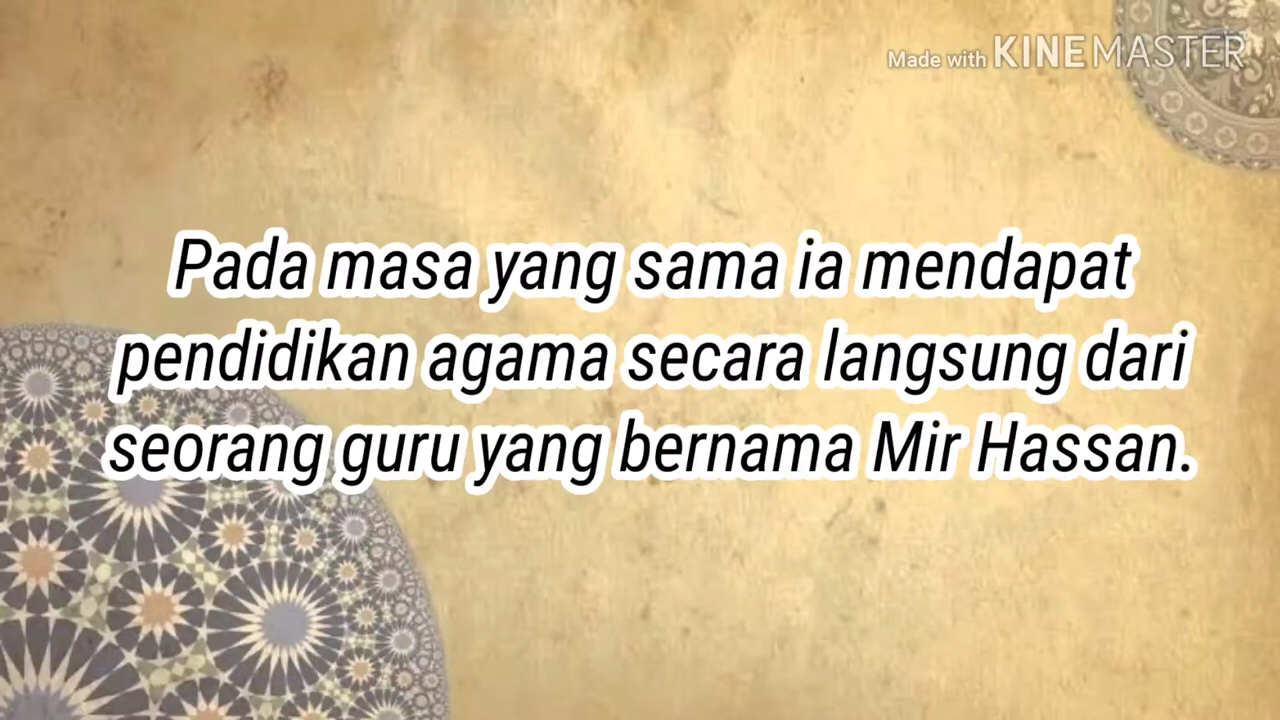 Made with KINEMASTER
Pada masa yang sama ia mendapat
pendidikan agama secara langsung dari
seorang guru yang bernama Mir Hassan.